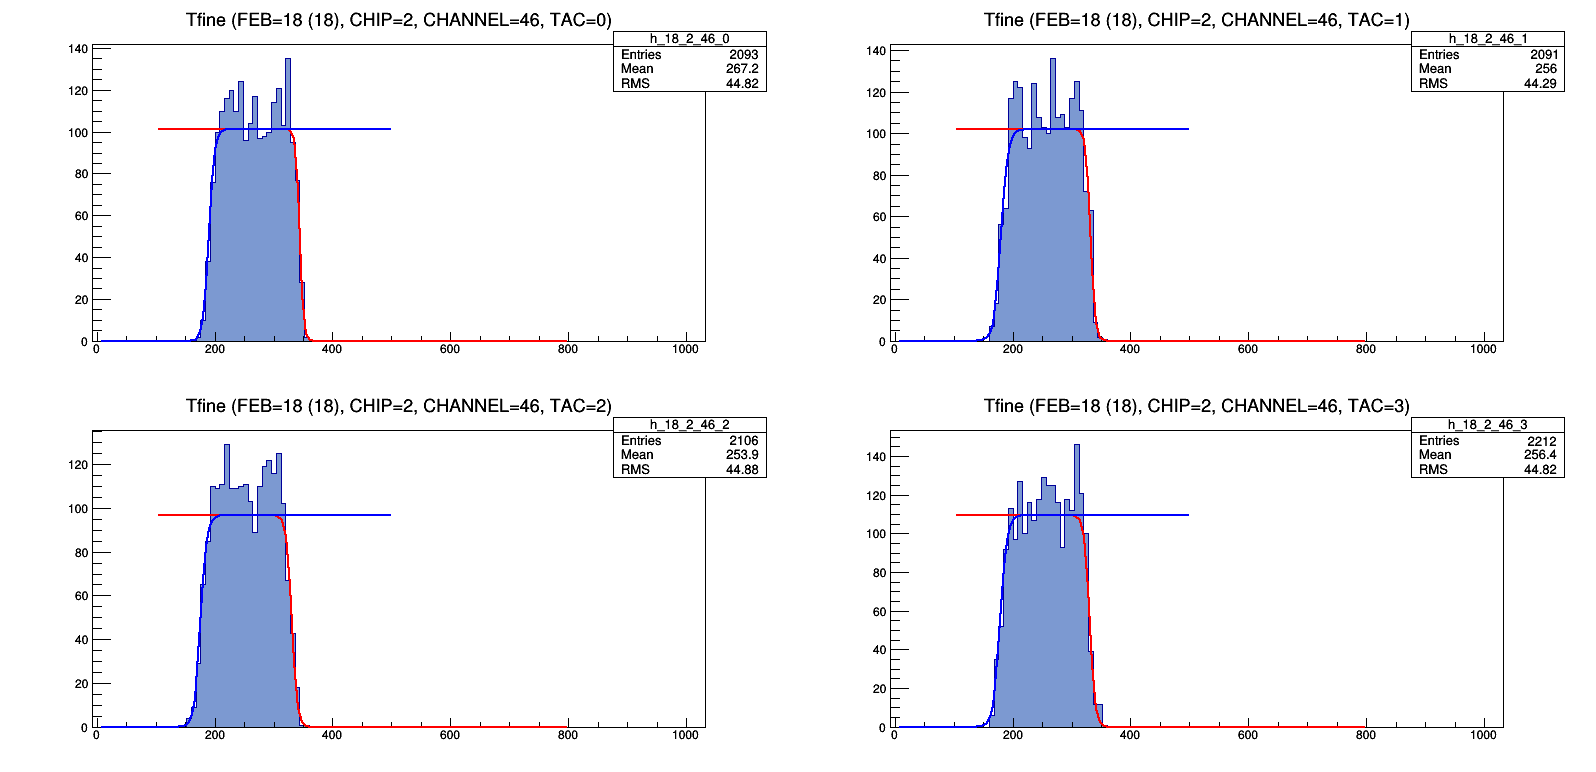 Tfine (FEB=18 (18), CHIP=2, CHANNEL=46, TAC=0)
h_18_2_46_0
Entries 2093
Mean 267.2
RMS 44.82
140
120
100
80
60
40
20
0
0 200 400 600 800 1000
Tfine (FEB=18 (18), CHIP=2, CHANNEL=46, TAC=1)
h_18_2_46_1
Entries 2091
Mean 256
RMS 44.29
140
120
100
80
60
40
20
0
0 200 400 600 800 1000
Tfine (FEB=18 (18), CHIP=2, CHANNEL=46, TAC=2)
h_18_2_46_2
Entries 2106
Mean 253.9
RMS 44.88
120
100
80
60
40
20
0
0 200 400 600 800 1000
Tfine (FEB=18 (18), CHIP=2, CHANNEL=46, TAC=3)
h_18_2_46_3
Entries 2212
Mean 256.4
RMS 44.82
140
120
100
80
60
40
20
0
0 200 400 600 800 1000